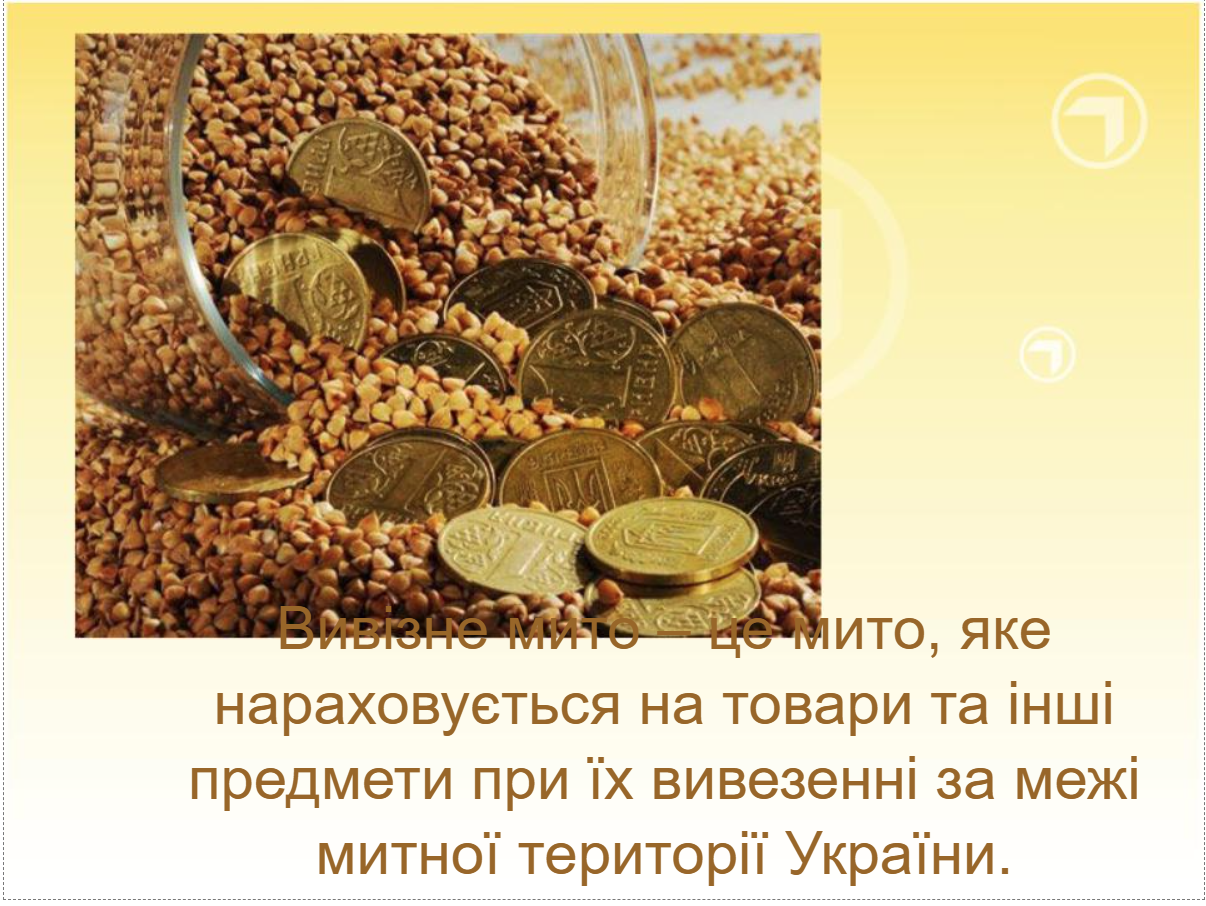 Вивізне мито – це мито, яке
нараховується на товари та інші
предмети при їх вивезенні за межі
митної території України.